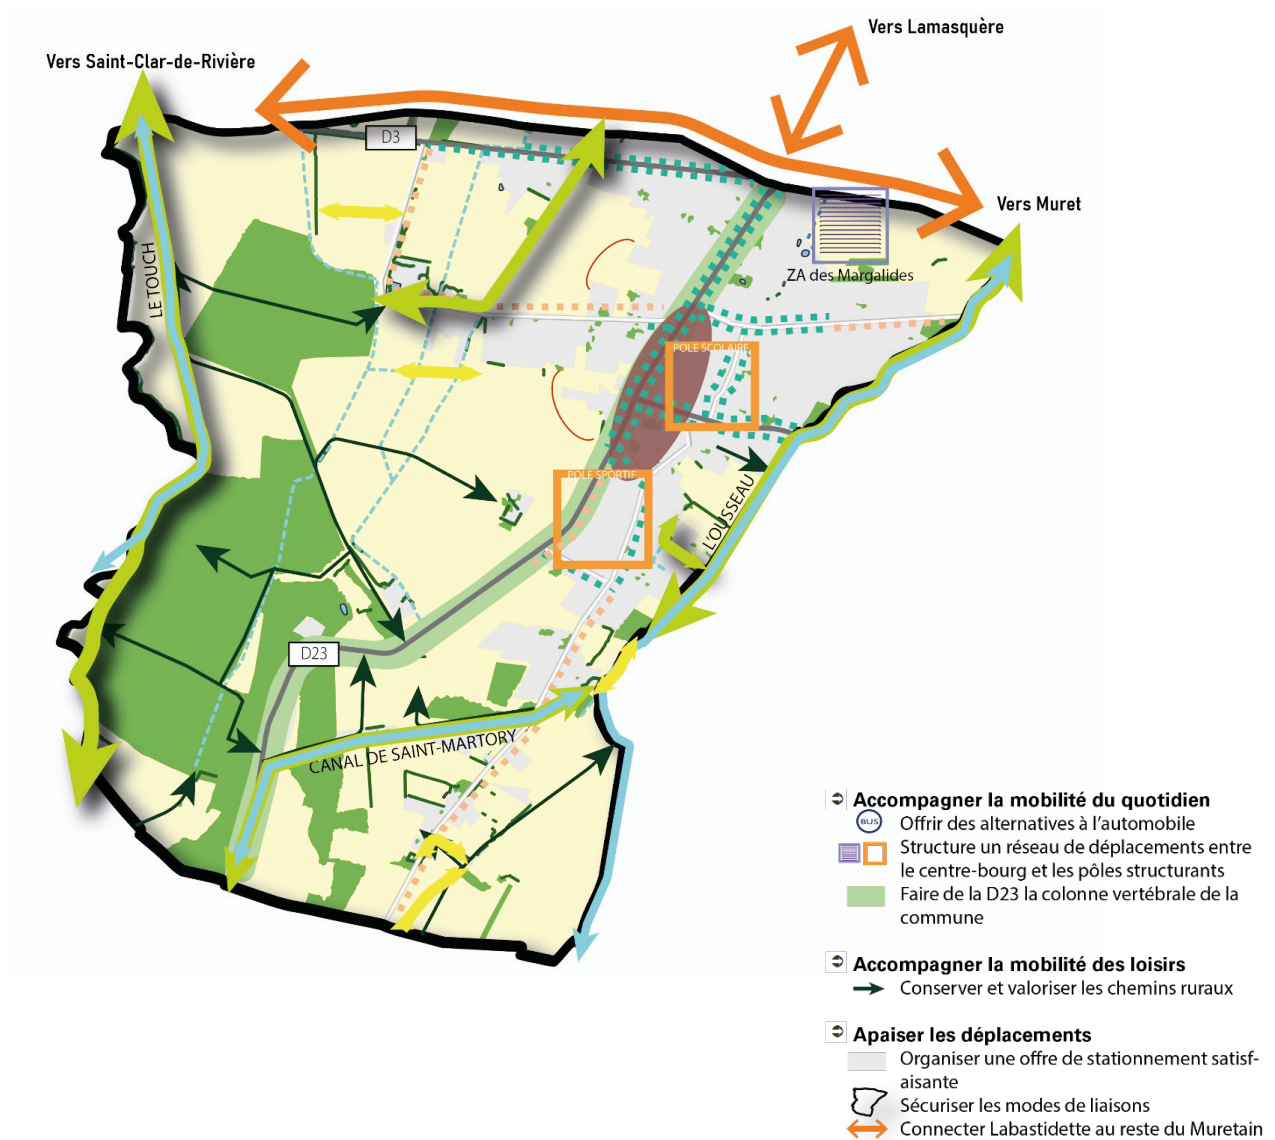 Vers Lamasquère
Vers Saint-Clar-de-Rivière
D3
Vers Muret
LE TOUCH
ZA des Margalides
POLE SCOLAIRE
POLE SPORTIF
L'OUSSEAU
D23
CANAL DE SAINT-MARTORY
Accompagner la mobilité du quotidien
BUS
Offrir des alternatives à l'automobile
Structure un réseau de déplacements entre
le centre-bourg et les pôles structurants
Faire de la D23 la colonne vertébrale de la
commune
Accompagner la mobilité des loisirs
Conserver et valoriser les chemins ruraux
Apaiser les déplacements
Organiser une offre de stationnement satisf-
aisante
Sécuriser les modes de liaisons
Connecter Labastidette au reste du Muretain